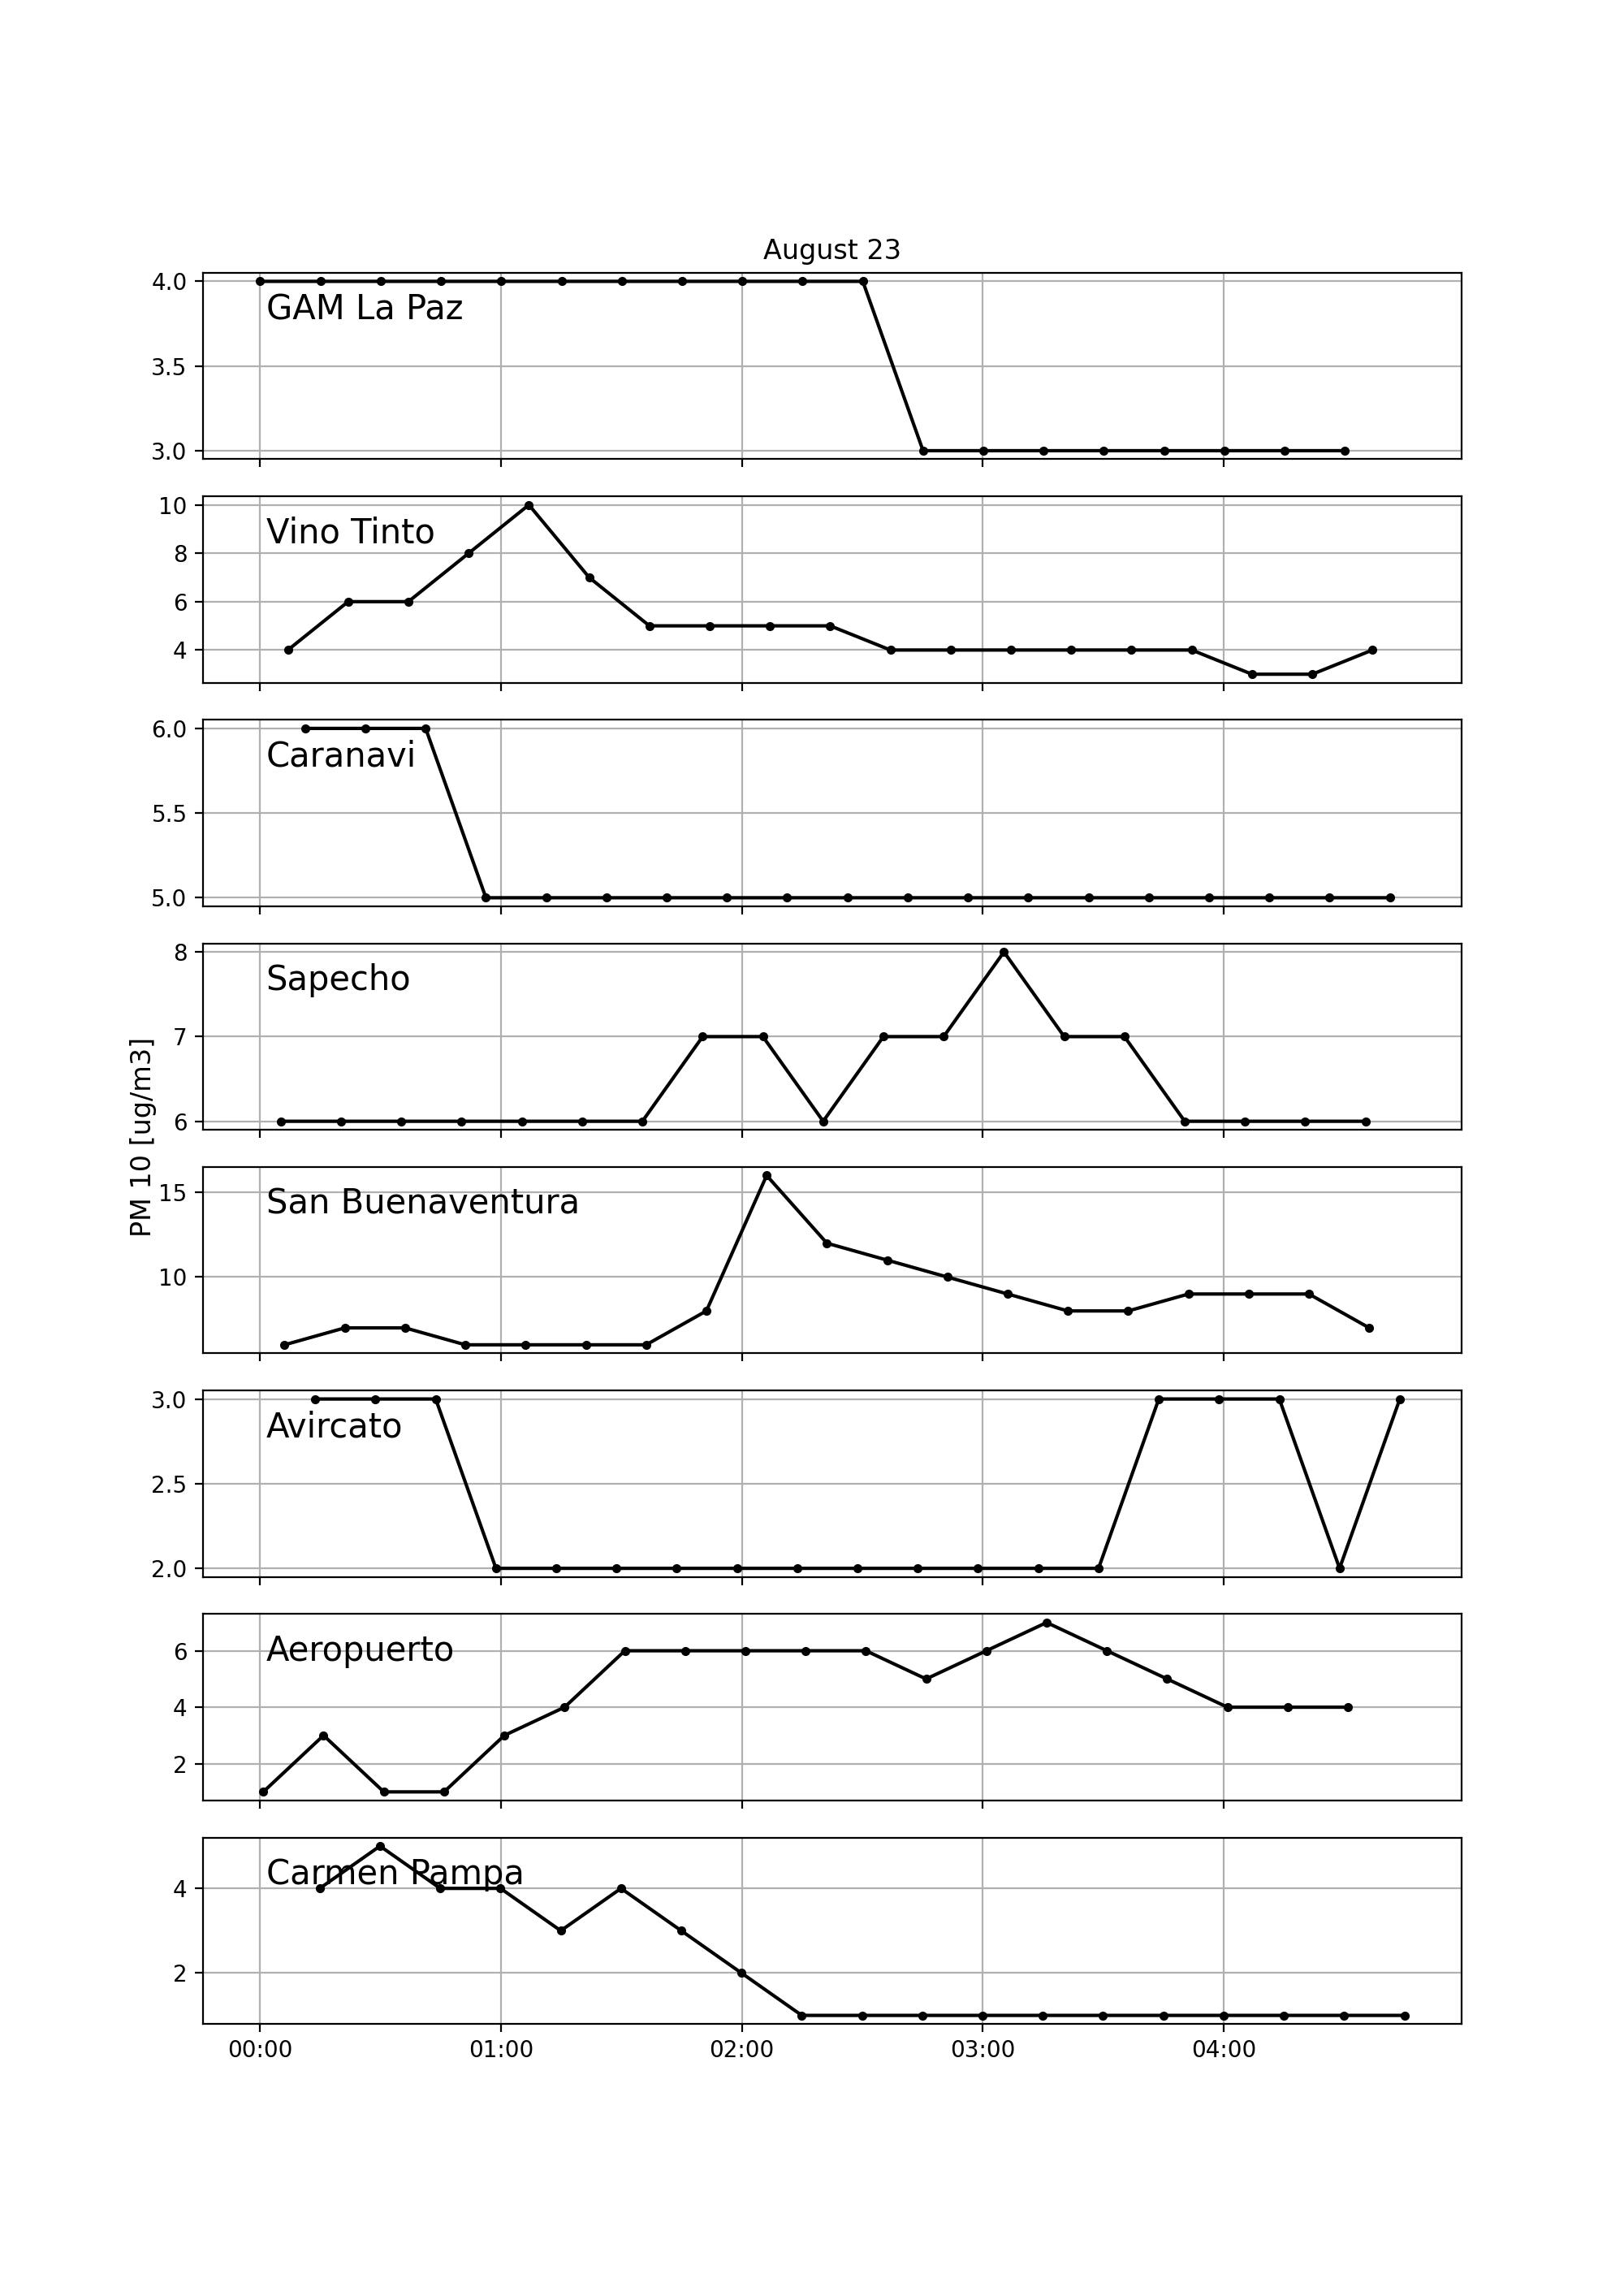 August 23
4.0
GAM La Paz
3.5
3.0
10
Vino Tinto
8
6
4
6.0
Caranavi
5.5
5.0
8
Sapecho
7
6
PM 10 [ug/m3]
15
San Buenaventura
10
3.0
Avircato
2.5
2.0
6
Aeropuerto
4
2
Carmen Pampa
4
2
00:00 01:00 02:00 03:00 04:00